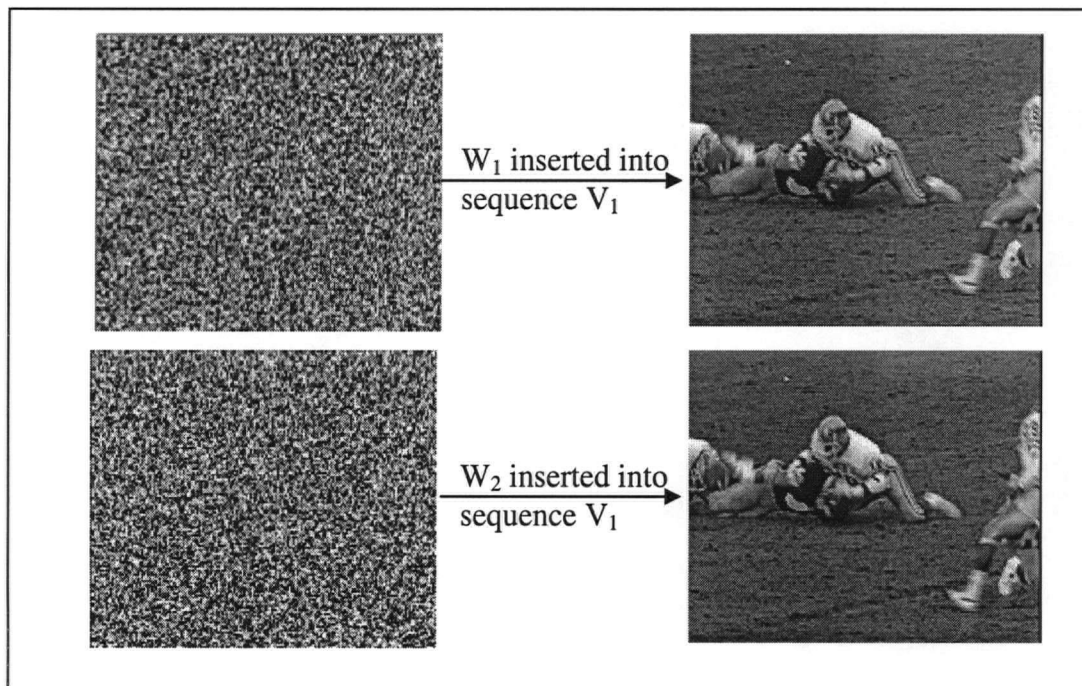 W₁ inserted into
sequence V₁
W₂ inserted into
sequence V₁